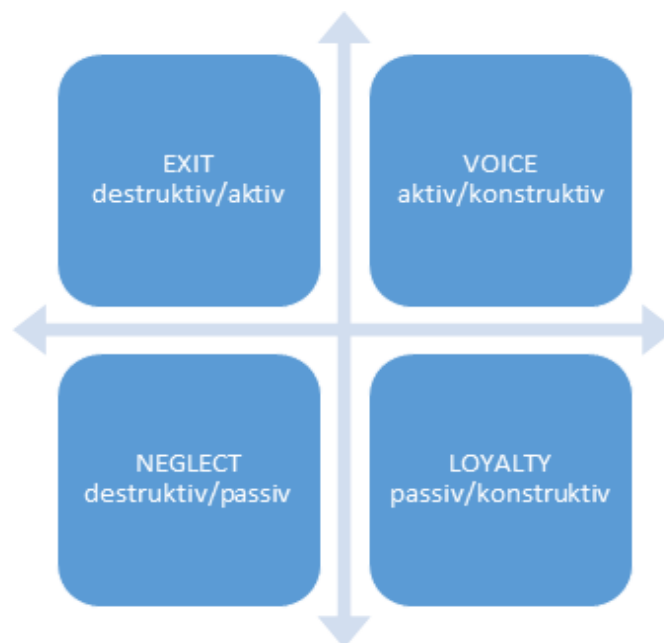 EXIT
destruktiv/aktiv
VOICE
aktiv/konstruktiv
NEGLECT
destruktiv/passiv
LOYALTY
passiv/konstruktiv